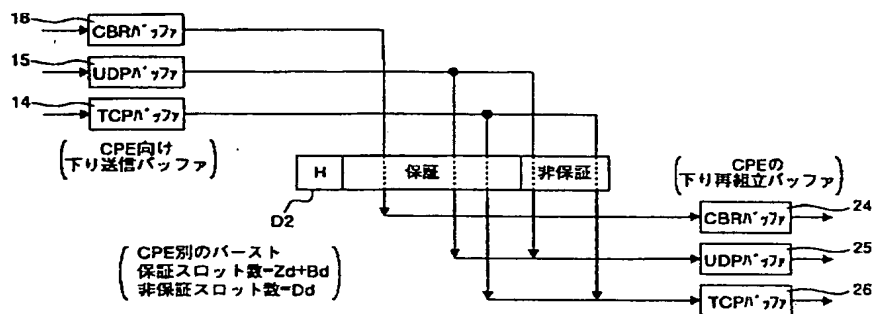 16
CBRバッファ
15
UDPバッファ
14
TCPバッファ
CPE向け
下り送信バッファ
H
保証
非保証
D2
CPEの
下り再組立バッファ
CBRバッファ
24
UDPバッファ
25
TCPバッファ
26
CPE別のバースト
保証スロット数=Zd+Bd
非保証スロット数=Dd